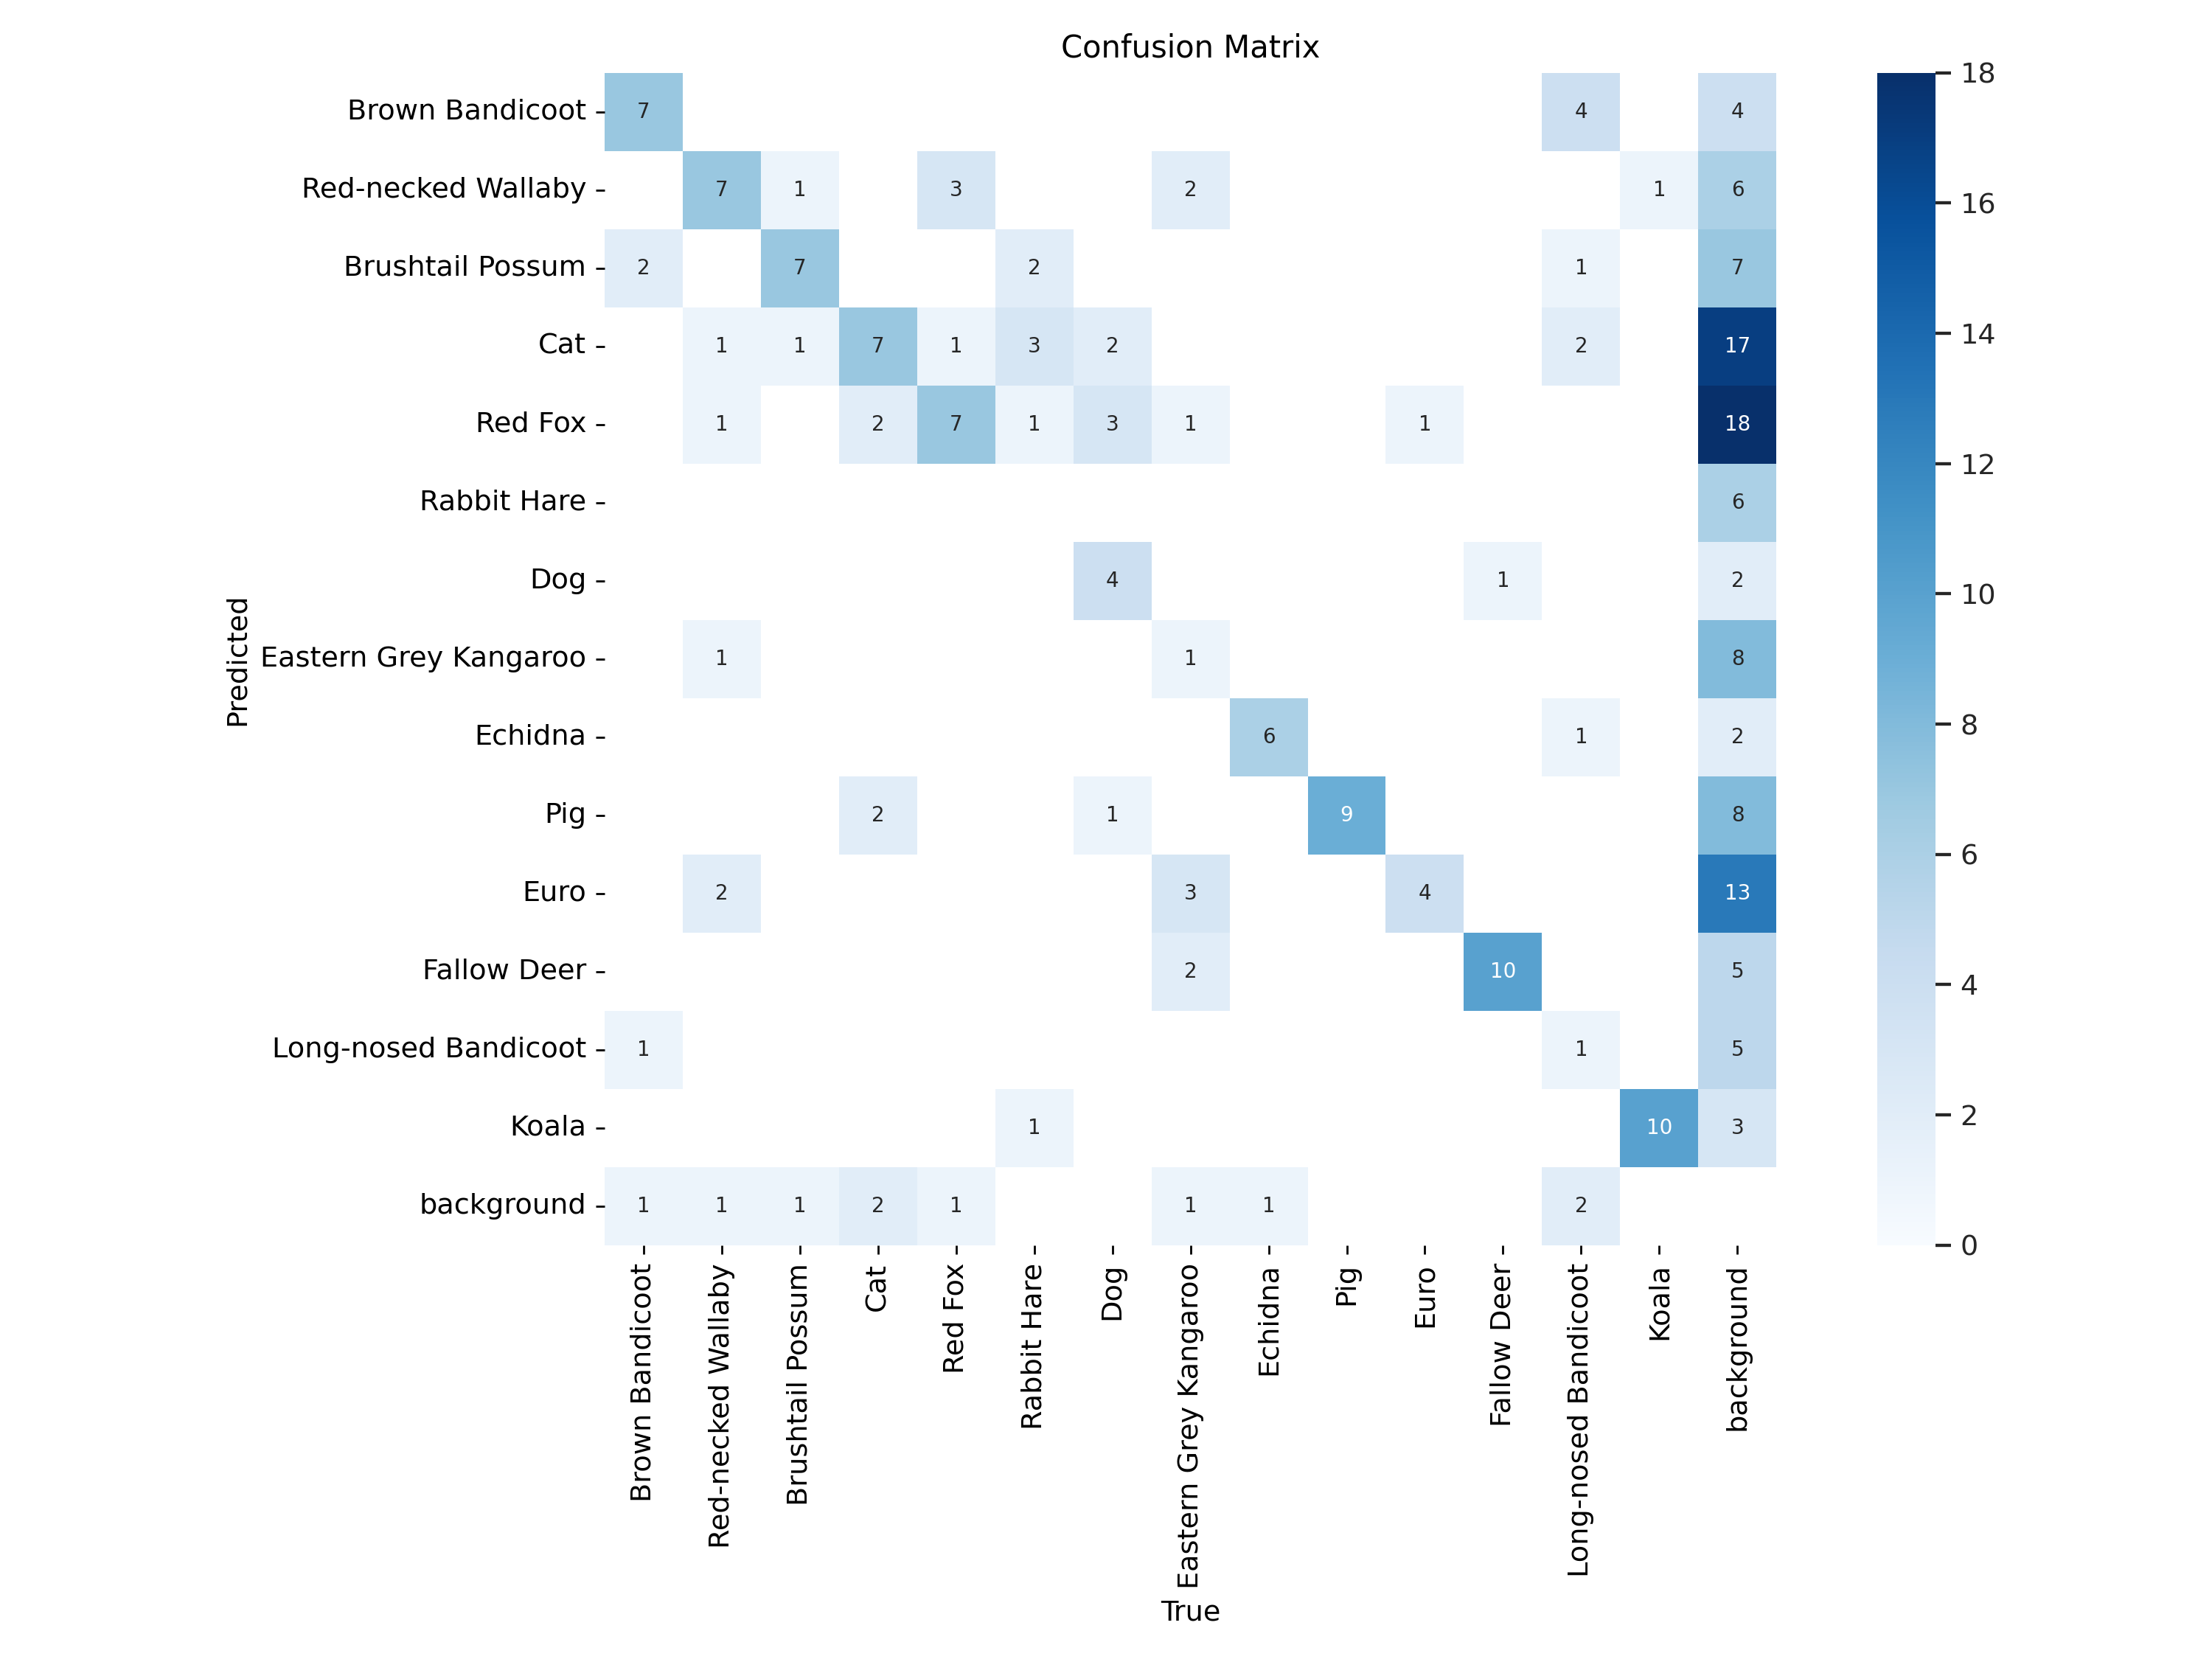 Confusion Matrix
Brown Bandicoot 7 4 4
Red-necked Wallaby 7 1 3 2 1 6
Brushtail Possum 2 7 2 1 7
Cat 1 1 7 1 3 2 2 17
Red Fox 1 2 7 1 3 1 1 18
Rabbit Hare 6
Dog 4 1 2
Eastern Grey Kangaroo 1 1 8
Echidna 6 1 2
Pig 2 1 9 8
Euro 2 3 4 13
Fallow Deer 2 10 5
Long-nosed Bandicoot 1 1 5
Koala 1 10 3
background 1 1 1 2 1 1 1 2
Predicted
Brown Bandicoot
Red-necked Wallaby
Brushtail Possum
Cat
Red Fox
Rabbit Hare
Dog
Eastern Grey Kangaroo
Echidna
Pig
Euro
Fallow Deer
Long-nosed Bandicoot
Koala
background
True
18
16
14
12
10
8
6
4
2
0